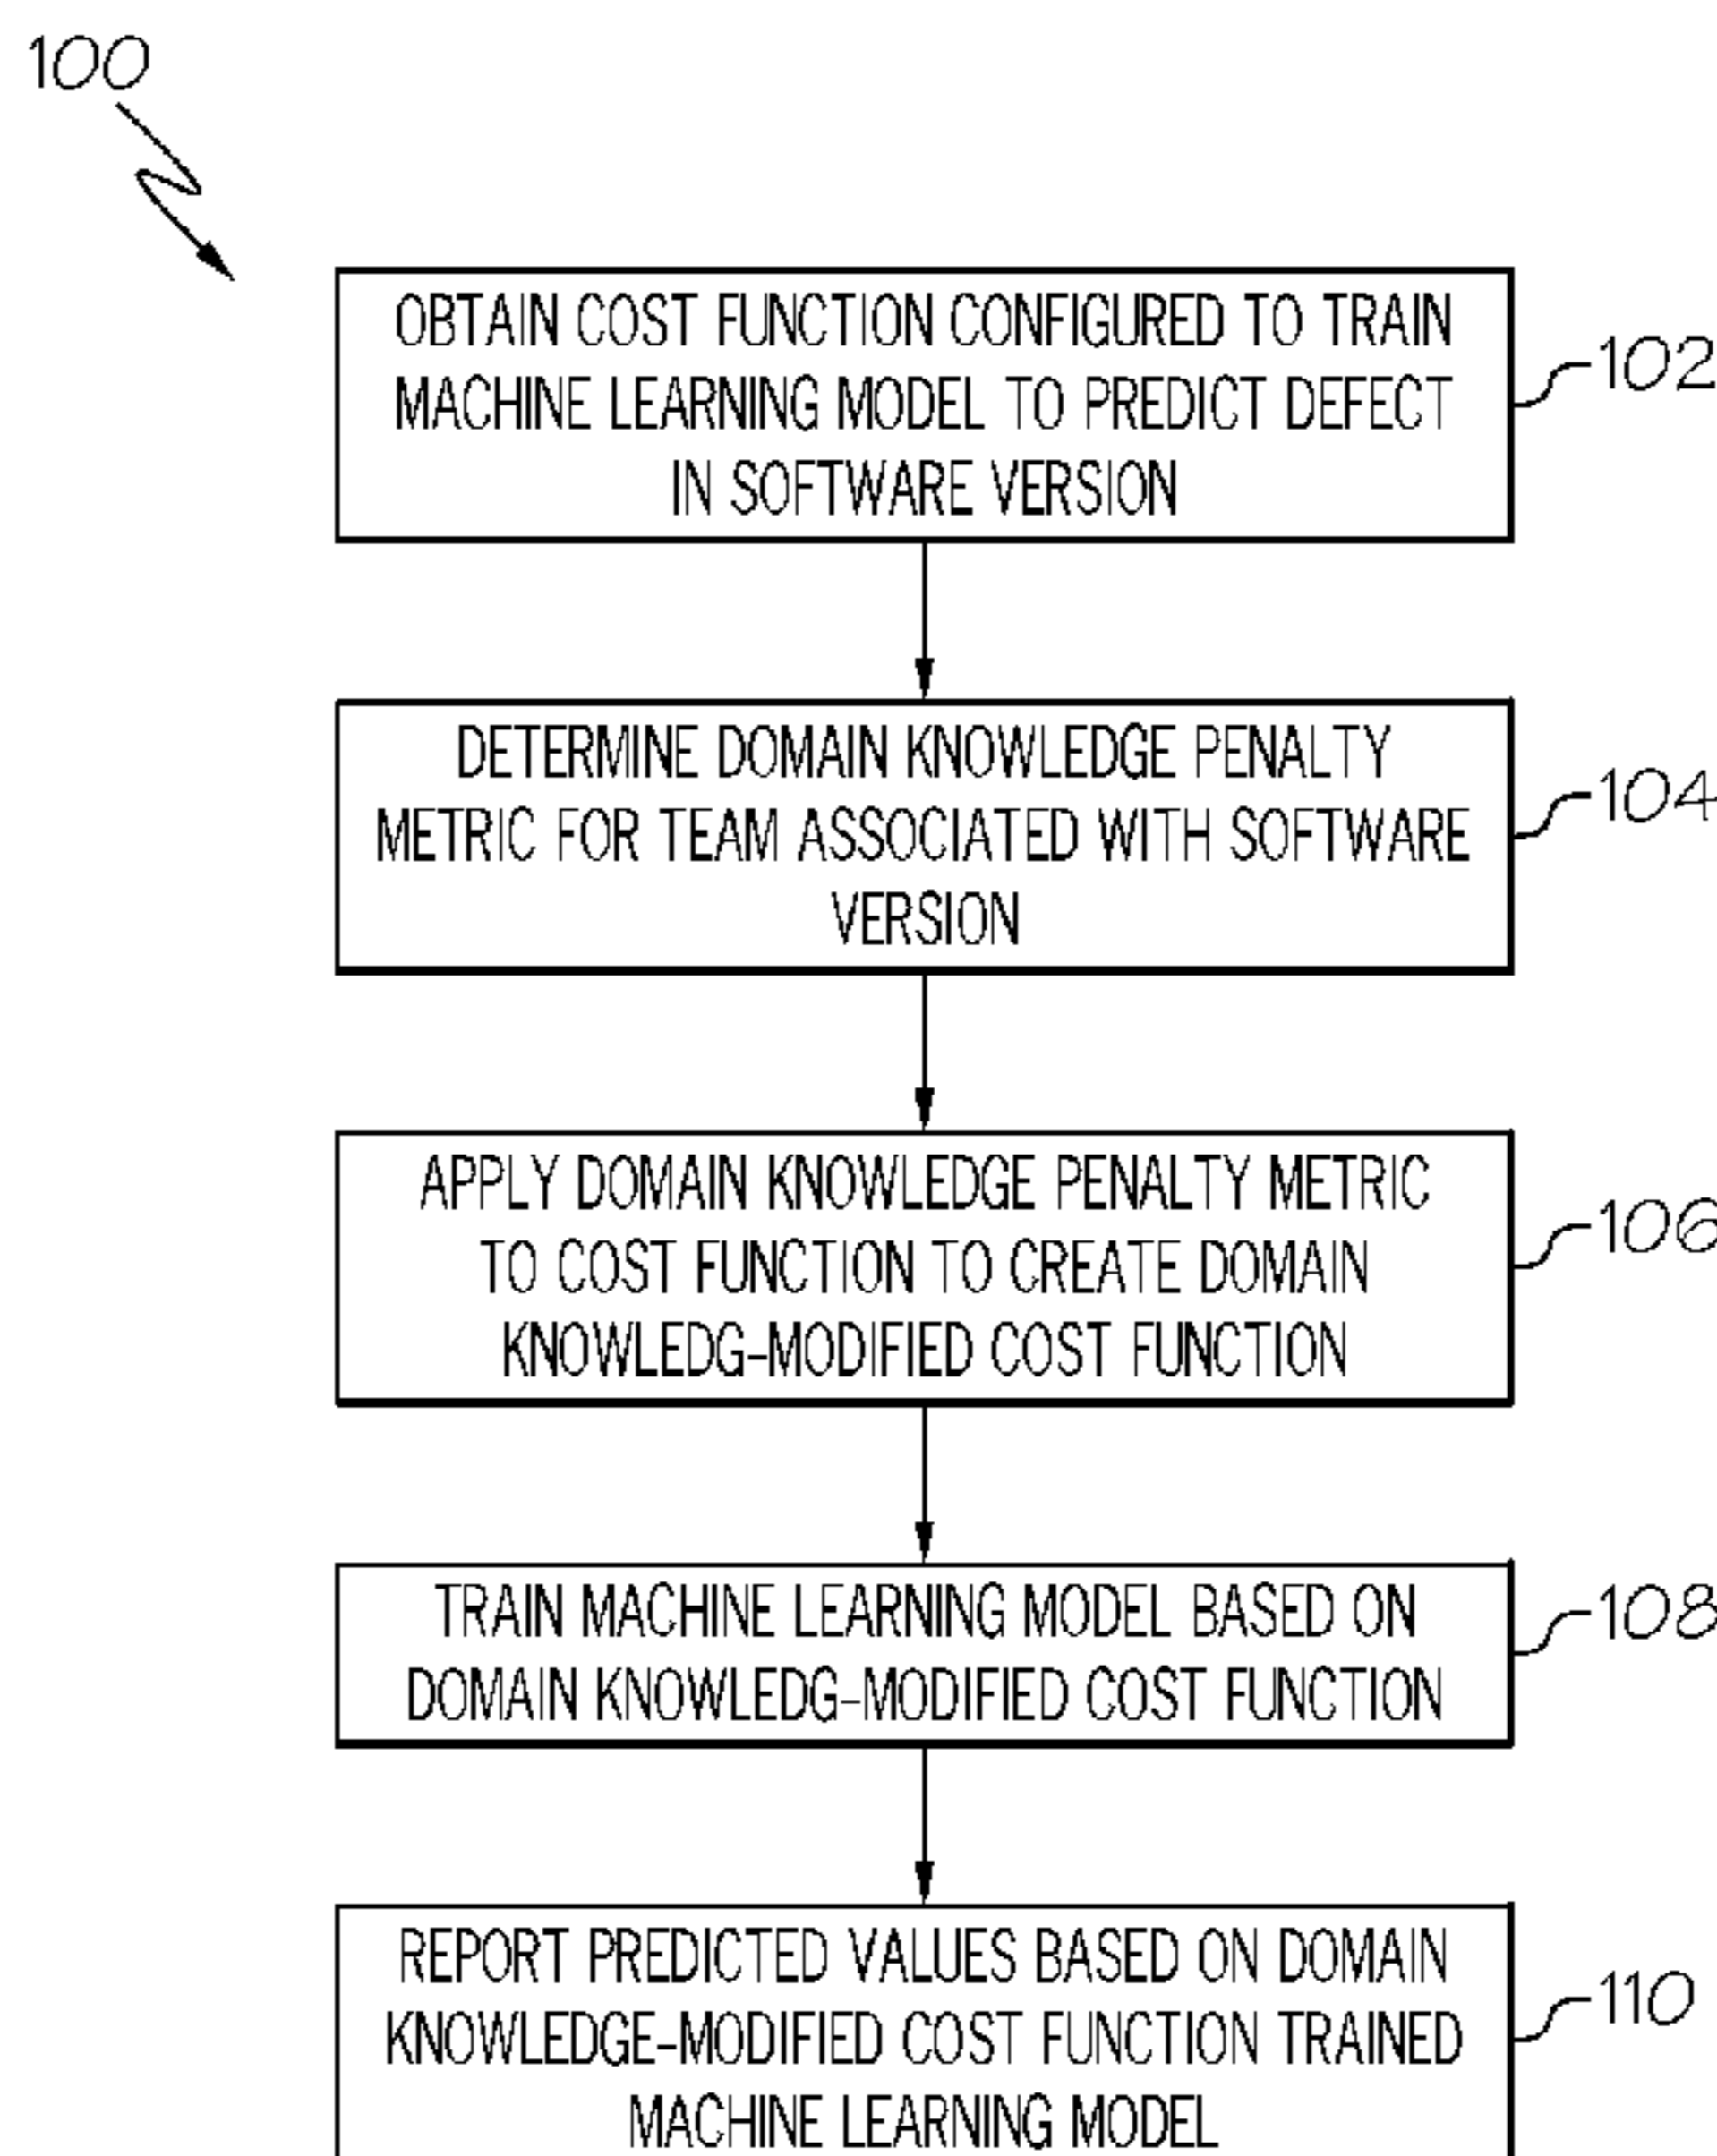 100
OBTAIN COST FUNCTION CONFIGURED TO TRAIN
MACHINE LEARNING MODEL TO PREDICT DEFECT
IN SOFTWARE VERSION
102
DETERMINE DOMAIN KNOWLEDGE PENALTY
METRIC FOR TEAM ASSOCIATED WITH SOFTWARE
VERSION
104
APPLY DOMAIN KNOWLEDGE PENALTY METRIC
TO COST FUNCTION TO CREATE DOMAIN
KNOWLEDG-MODIFIED COST FUNCTION
106
TRAIN MACHINE LEARNING MODEL BASED ON
DOMAIN KNOWLEDG-MODIFIED COST FUNCTION
108
REPORT PREDICTED VALUES BASED ON DOMAIN
KNOWLEDGE-MODIFIED COST FUNCTION TRAINED
MACHINE LEARNING MODEL
110